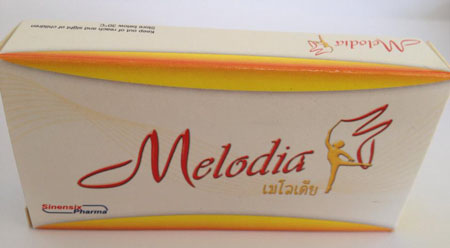 Keep out of reach and sight of children
Store below 30°C
Melodia
Melodia
เมโลเดีย
Sinensix
Pharma